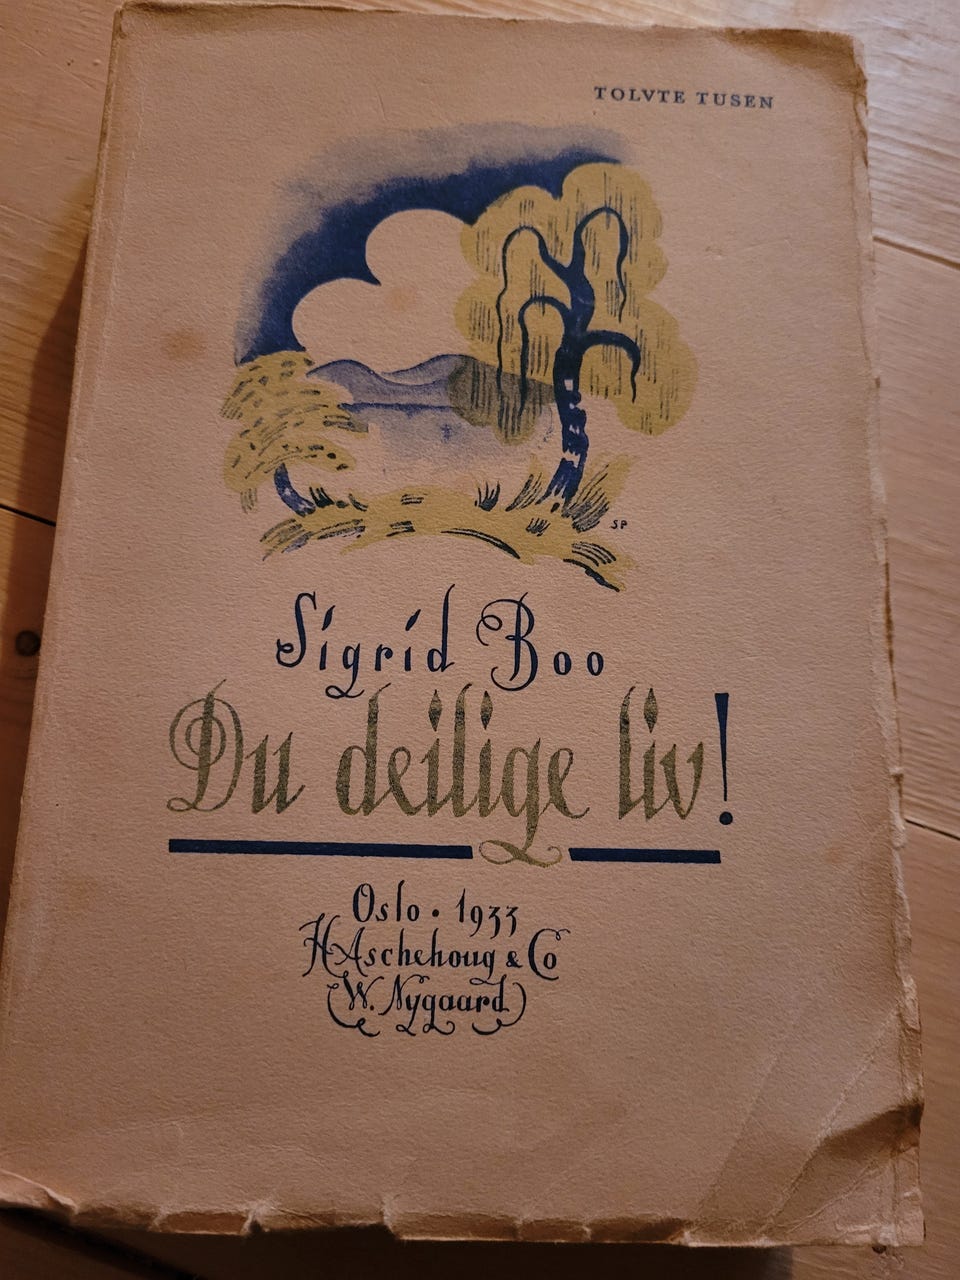 TOLVTE TUSEN
SP
Sigrid Boo
Du deilige liv!
Oslo • 1933
H Aschehoug & Co
(W. Nygaard)